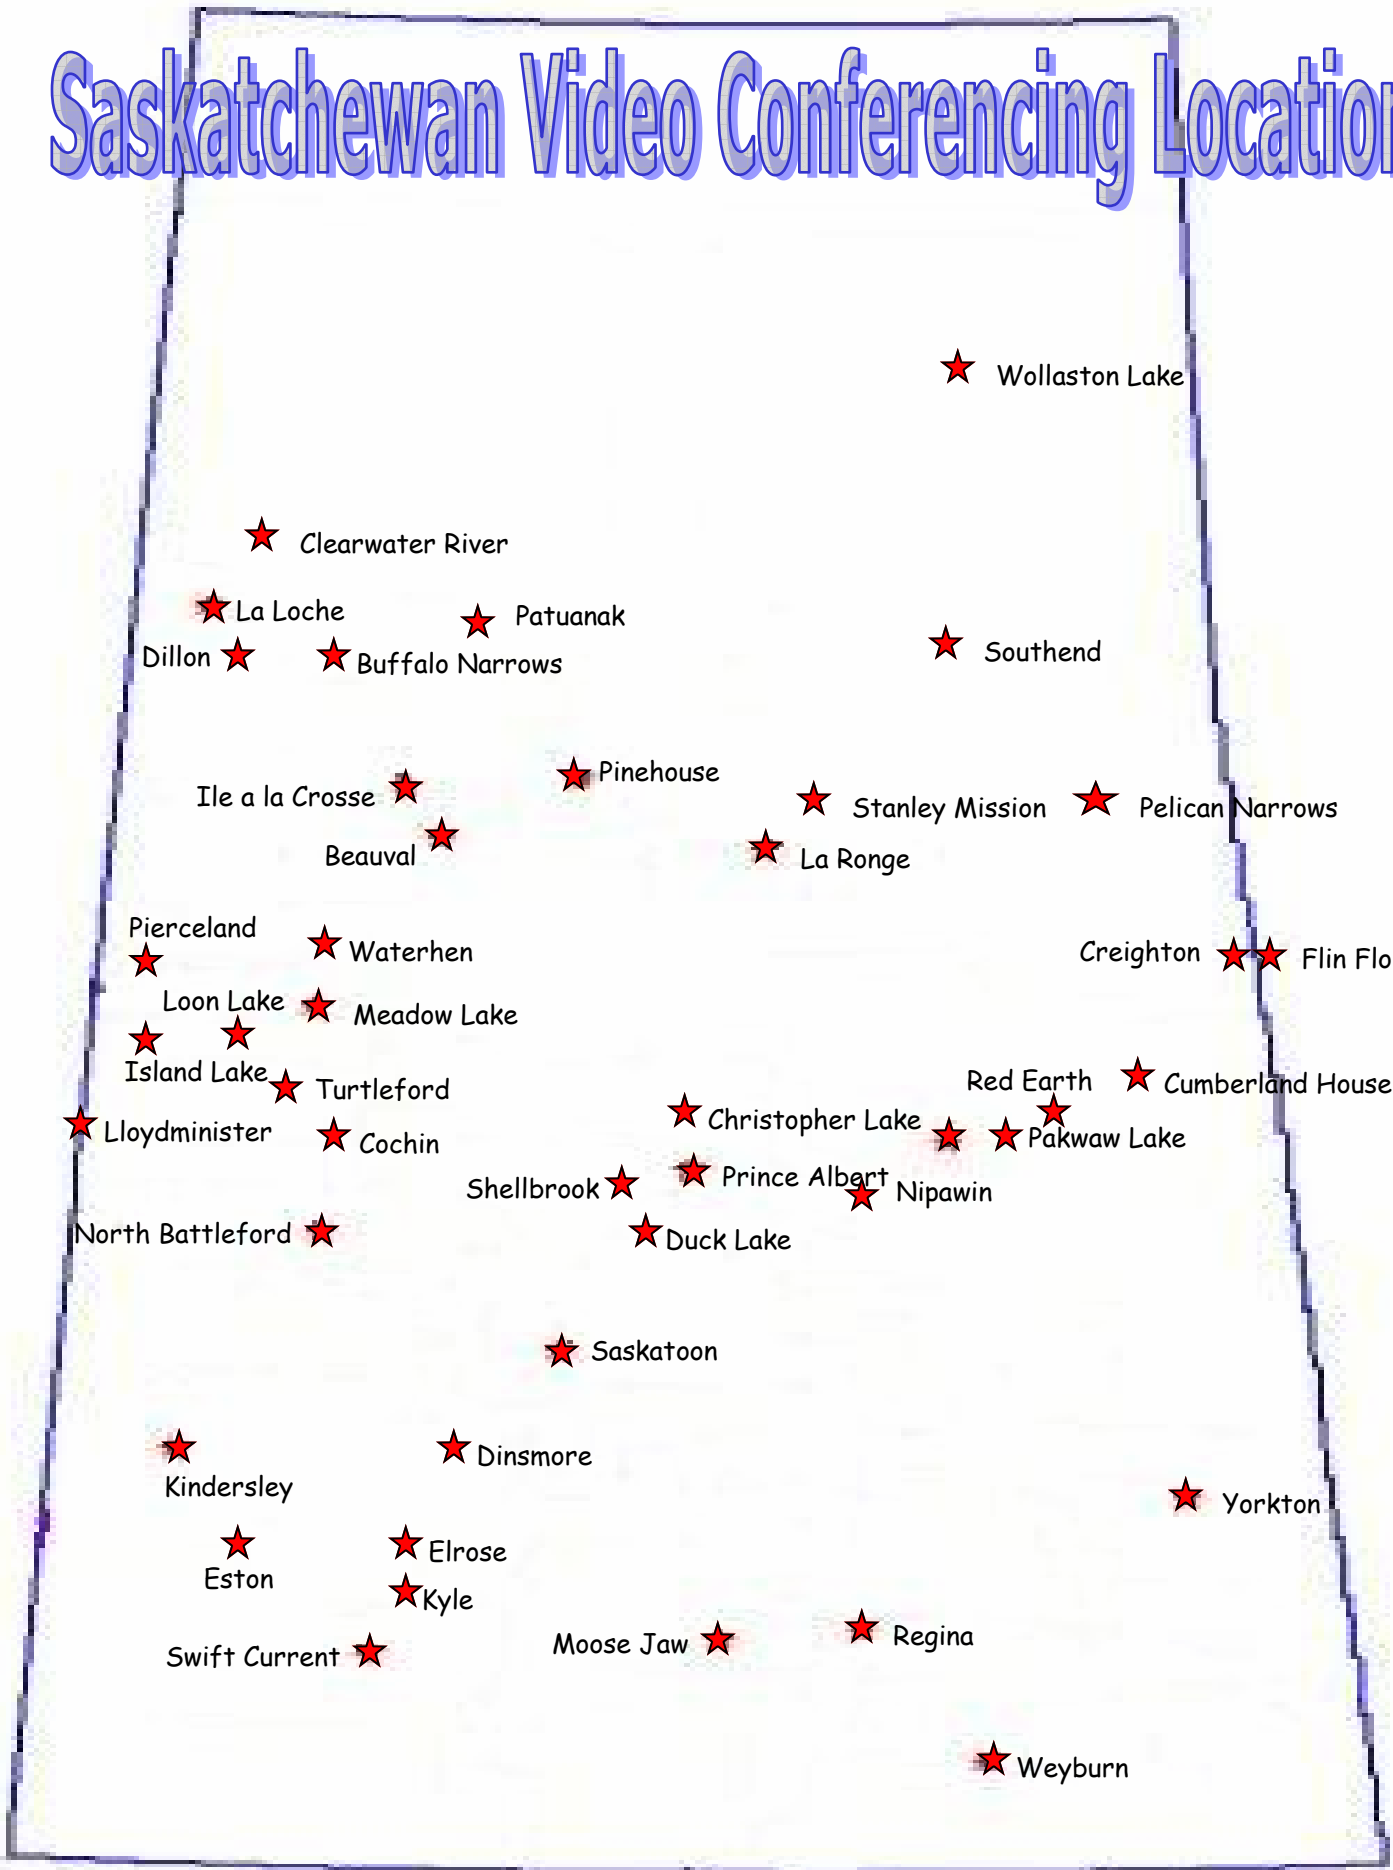 Saskatchewan Video Conferencing Location
Wollaston Lake
Clearwater River
La Loche
Patuanak
Dillon
Buffalo Narrows
Southend
Ile a la Crosse
Pinehouse
Stanley Mission
Pelican Narrows
Beauval
La Ronge
Pierceland
Waterhen
Creighton
Flin Flo
Loon Lake
Meadow Lake
Island Lake
Turtleford
Red Earth
Cumberland House
Lloydminister
Cochin
Christopher Lake
Pakwaw Lake
Shellbrook
Prince Albert
Nipawin
North Battleford
Duck Lake
Saskatoon
Kindersley
Dinsmore
Yorkton
Eston
Elrose
Kyle
Swift Current
Moose Jaw
Regina
Weyburn